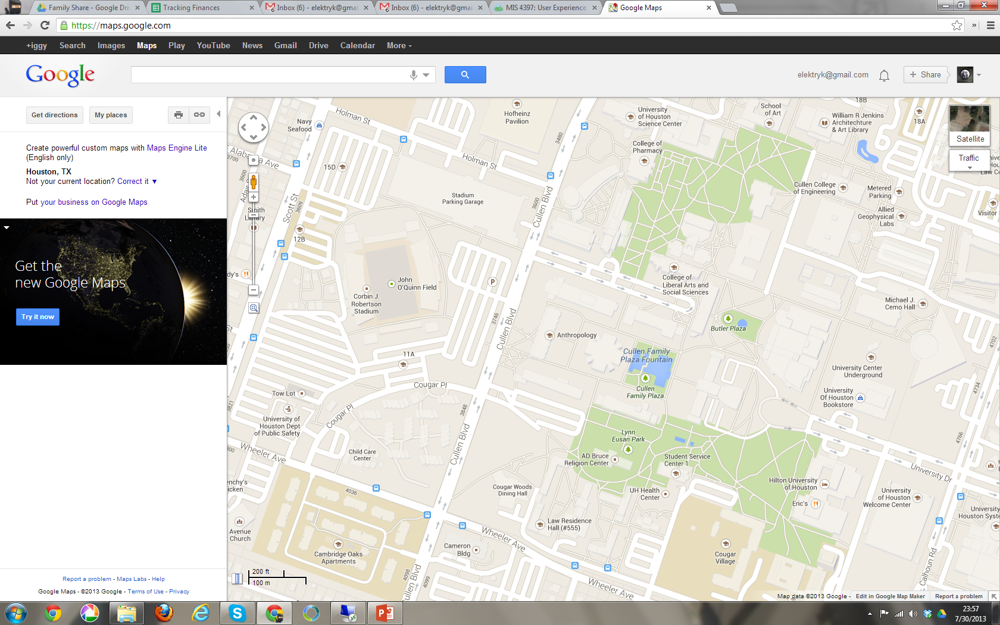 Family Share - Google Dri
Tracking Finances
Inbox (6) - elektryk@gmai
Inbox (6) - elektryk@gmai
MIS 4397: User Experience
Google Maps
https://maps.google.com
+iggy Search Images Maps Play YouTube News Gmail Drive Calendar More
Google
elektryk@gmail.com
+ Share
Get directions
My places
Create powerful custom maps with Maps Engine Lite
(English only)
Houston, TX
Not your current location? Correct it ▼
Put your business on Google Maps
Get the
new Google Maps
Try it now
Report a problem - Maps Labs - Help
Google Maps - ©2013 Google - Terms of Use - Privacy
Satellite
Traffic
Navy
Seafood
Holman St
Hofheinz
Pavilion
University
of Houston
Science Center
School
of Art
18B
William R Jenkins
Architechture
& Art Library
18A
Alabama Ave
3700
3600
15D
Holman St
3480
College of
Pharmacy
Law C
Stadium
Parking Garage
Cullen Blvd
3600
Cullen College
of Engineering
Metered
Parking
Visitor
Allied
Geophysical
Labs
Scott St
3609
Smith
Library
12B
dy's
John
O'Quinn Field
Corbin J.
Robertson
Stadium
P
College of
Liberal Arts and
Social Sciences
Michael J.
Cemo Hall
3746
Cullen Blvd
Butler Plaza
St
Anthropology
4702
11A
Cullen Family
Plaza Fountain
University Center
Underground
Cougar Pl
Cullen
Family Plaza
4734
Tow Lot
University
Of Houston
Bookstore
3821
Cougar Pl
3848
University of
Houston Dept
of Public Safety
Lynn
Eusan Park
Cullen Blvd
4766
Wheeler Ave
Child Care
Center
AD Bruce
Religion Center
Student Service
Center 1
University Dr
enchy's
icken
4036
Cougar Woods
Dining Hall
UH Health
Center
Hilton University
of Houston
Eric's
University
of Houston
Welcome Center
University
of Houston
Houston Sys
Avenue
t Church
Law Residence
Hall (#555)
Wheeler Ave
Cambridge Oaks
Apartments
Cameron
Bldg
Cougar
Village
Calhoun Rd
Cullen Blvd
4098
4099
Wheeler Ave
200 ft
100 m
Map data ©2013 Google - Edit in Google Map Maker Report a problem
23:57
7/30/2013